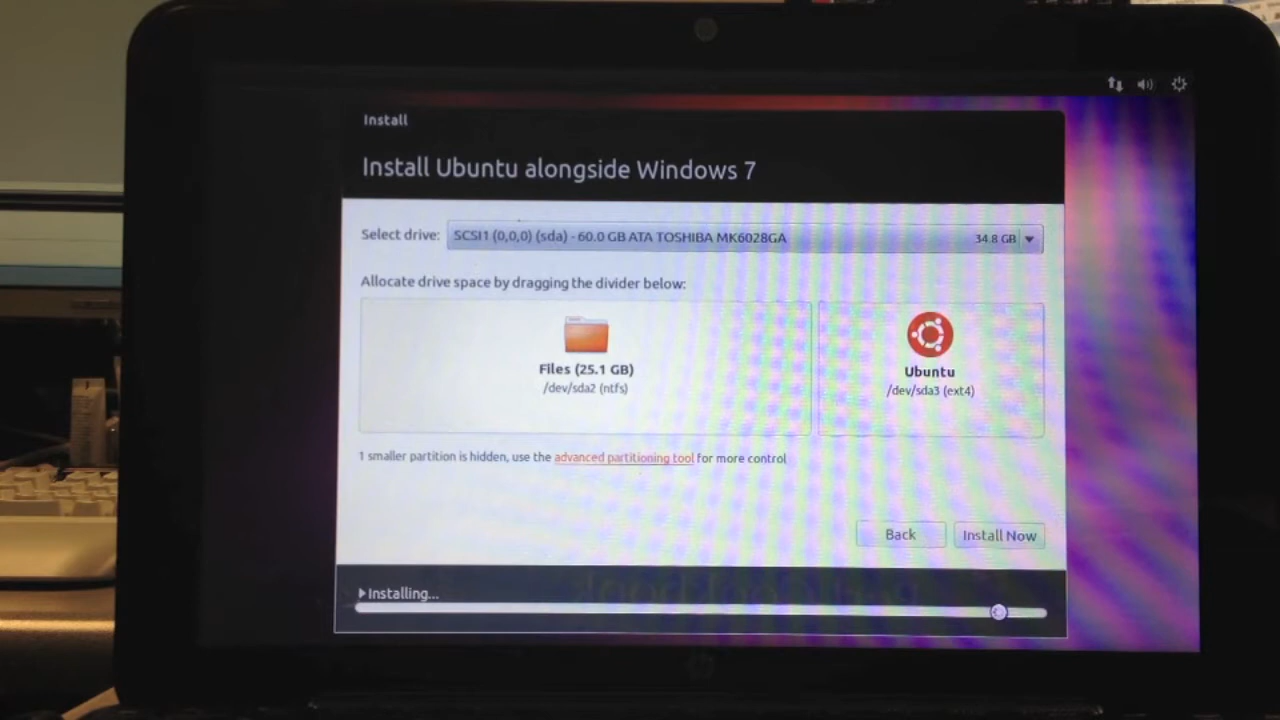 Install
Install Ubuntu alongside Windows 7
Select drive: SCSI1 (0,0,0) (sda) - 60.0 GB ATA TOSHIBA MK6028GA 34.8 GB
Allocate drive space by dragging the divider below:
Files (25.1 GB)
/dev/sda2 (ntfs)
Ubuntu
/dev/sda3 (ext4)
1 smaller partition is hidden, use the advanced partitioning tool for more control
Back Install Now
Installing...